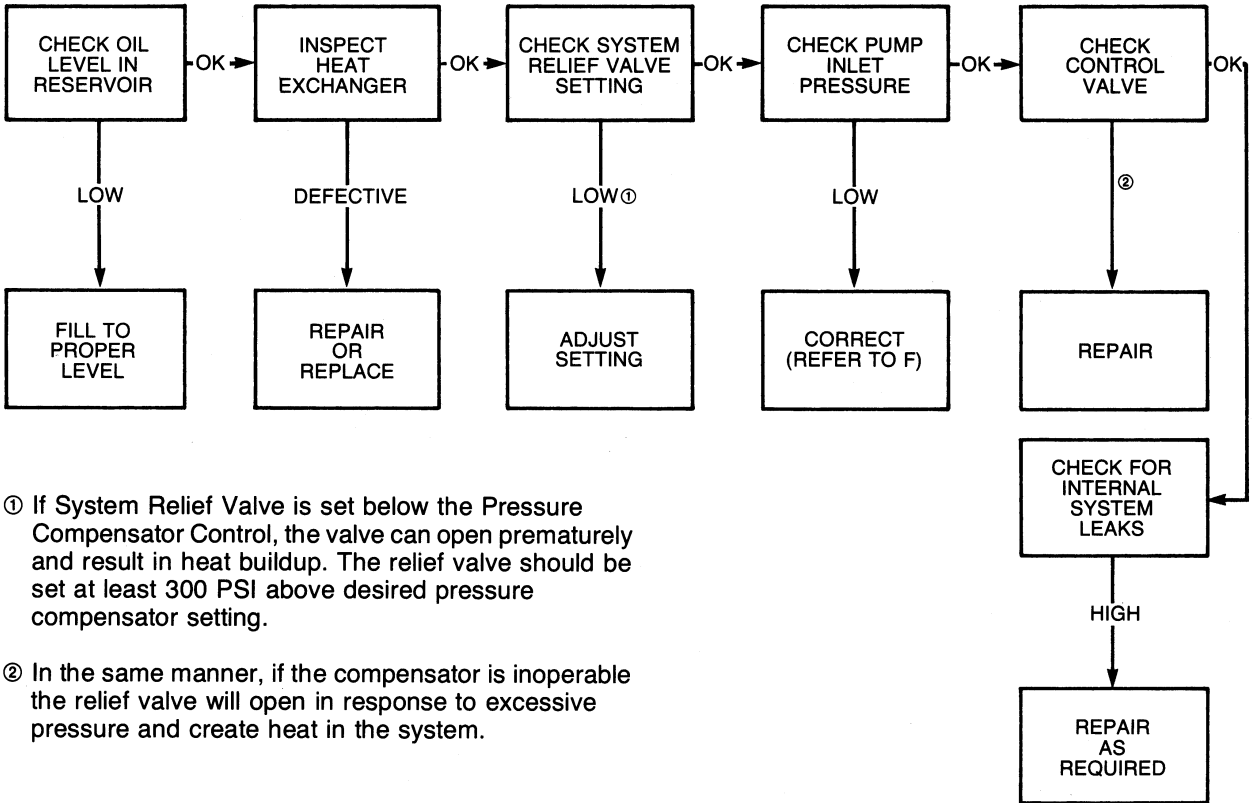 CHECK OIL
LEVEL IN
RESERVOIR
OK
INSPECT
HEAT
EXCHANGER
OK
CHECK SYSTEM
RELIEF VALVE
SETTING
OK
CHECK PUMP
INLET
PRESSURE
OK
CHECK
CONTROL
VALVE
OK
LOW
DEFECTIVE
LOW①
LOW
②
FILL TO
PROPER
LEVEL
REPAIR
OR
REPLACE
ADJUST
SETTING
CORRECT
(REFER TO F)
REPAIR
CHECK FOR
INTERNAL
SYSTEM
LEAKS
HIGH
REPAIR
AS
REQUIRED
① If System Relief Valve is set below the Pressure
Compensator Control, the valve can open prematurely
and result in heat buildup. The relief valve should be
set at least 300 PSI above desired pressure
compensator setting.
② In the same manner, if the compensator is inoperable
the relief valve will open in response to excessive
pressure and create heat in the system.